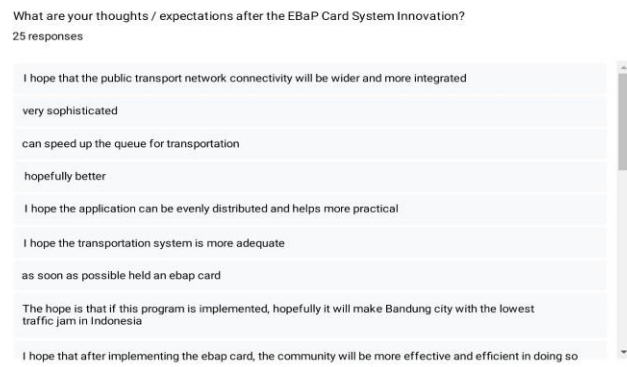 What are your thoughts / expectations after the EBaP Card System Innovation?
25 responses
I hope that the public transport network connectivity will be wider and more integrated
very sophisticated
can speed up the queue for transportation
hopefully better
I hope the application can be evenly distributed and helps more practical
I hope the transportation system is more adequate
as soon as possible held an ebap card
The hope is that if this program is implemented, hopefully it will make Bandung city with the lowest
traffic jam in Indonesia
I hope that after implementing the ebap card, the community will be more effective and efficient in doing so